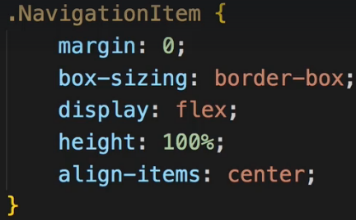 .NavigationItem {
    margin: 0;
    box-sizing: border-box;
    display: flex;
    height: 100%;
    align-items: center;
}